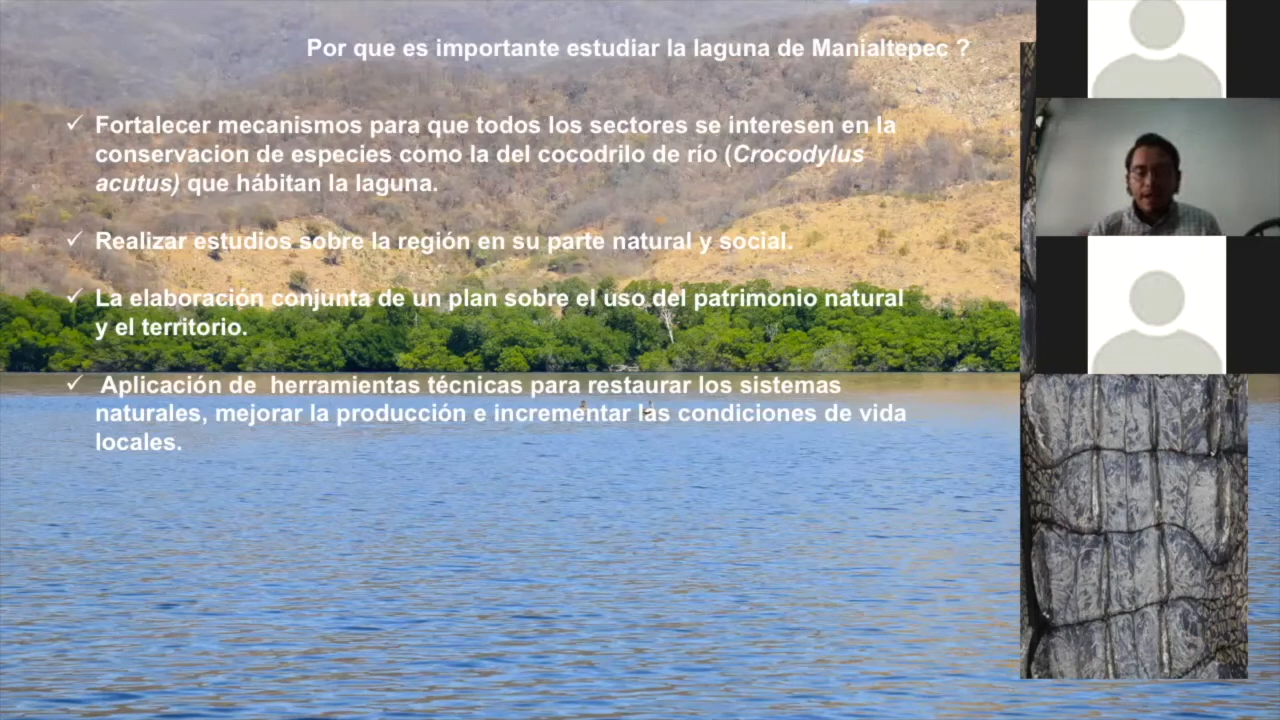 Por que es importante estudiar la laguna de Manialtepec ?
✓ Fortalecer mecanismos para que todos los sectores se interesen en la
conservacion de especies como la del cocodrilo de río (Crocodylus
acutus) que hábitan la laguna.
✓ Realizar estudios sobre la región en su parte natural y social.
✓ La elaboración conjunta de un plan sobre el uso del patrimonio natural
y el territorio.
✓ Aplicación de herramientas técnicas para restaurar los sistemas
naturales, mejorar la producción e incrementar las condiciones de vida
locales.